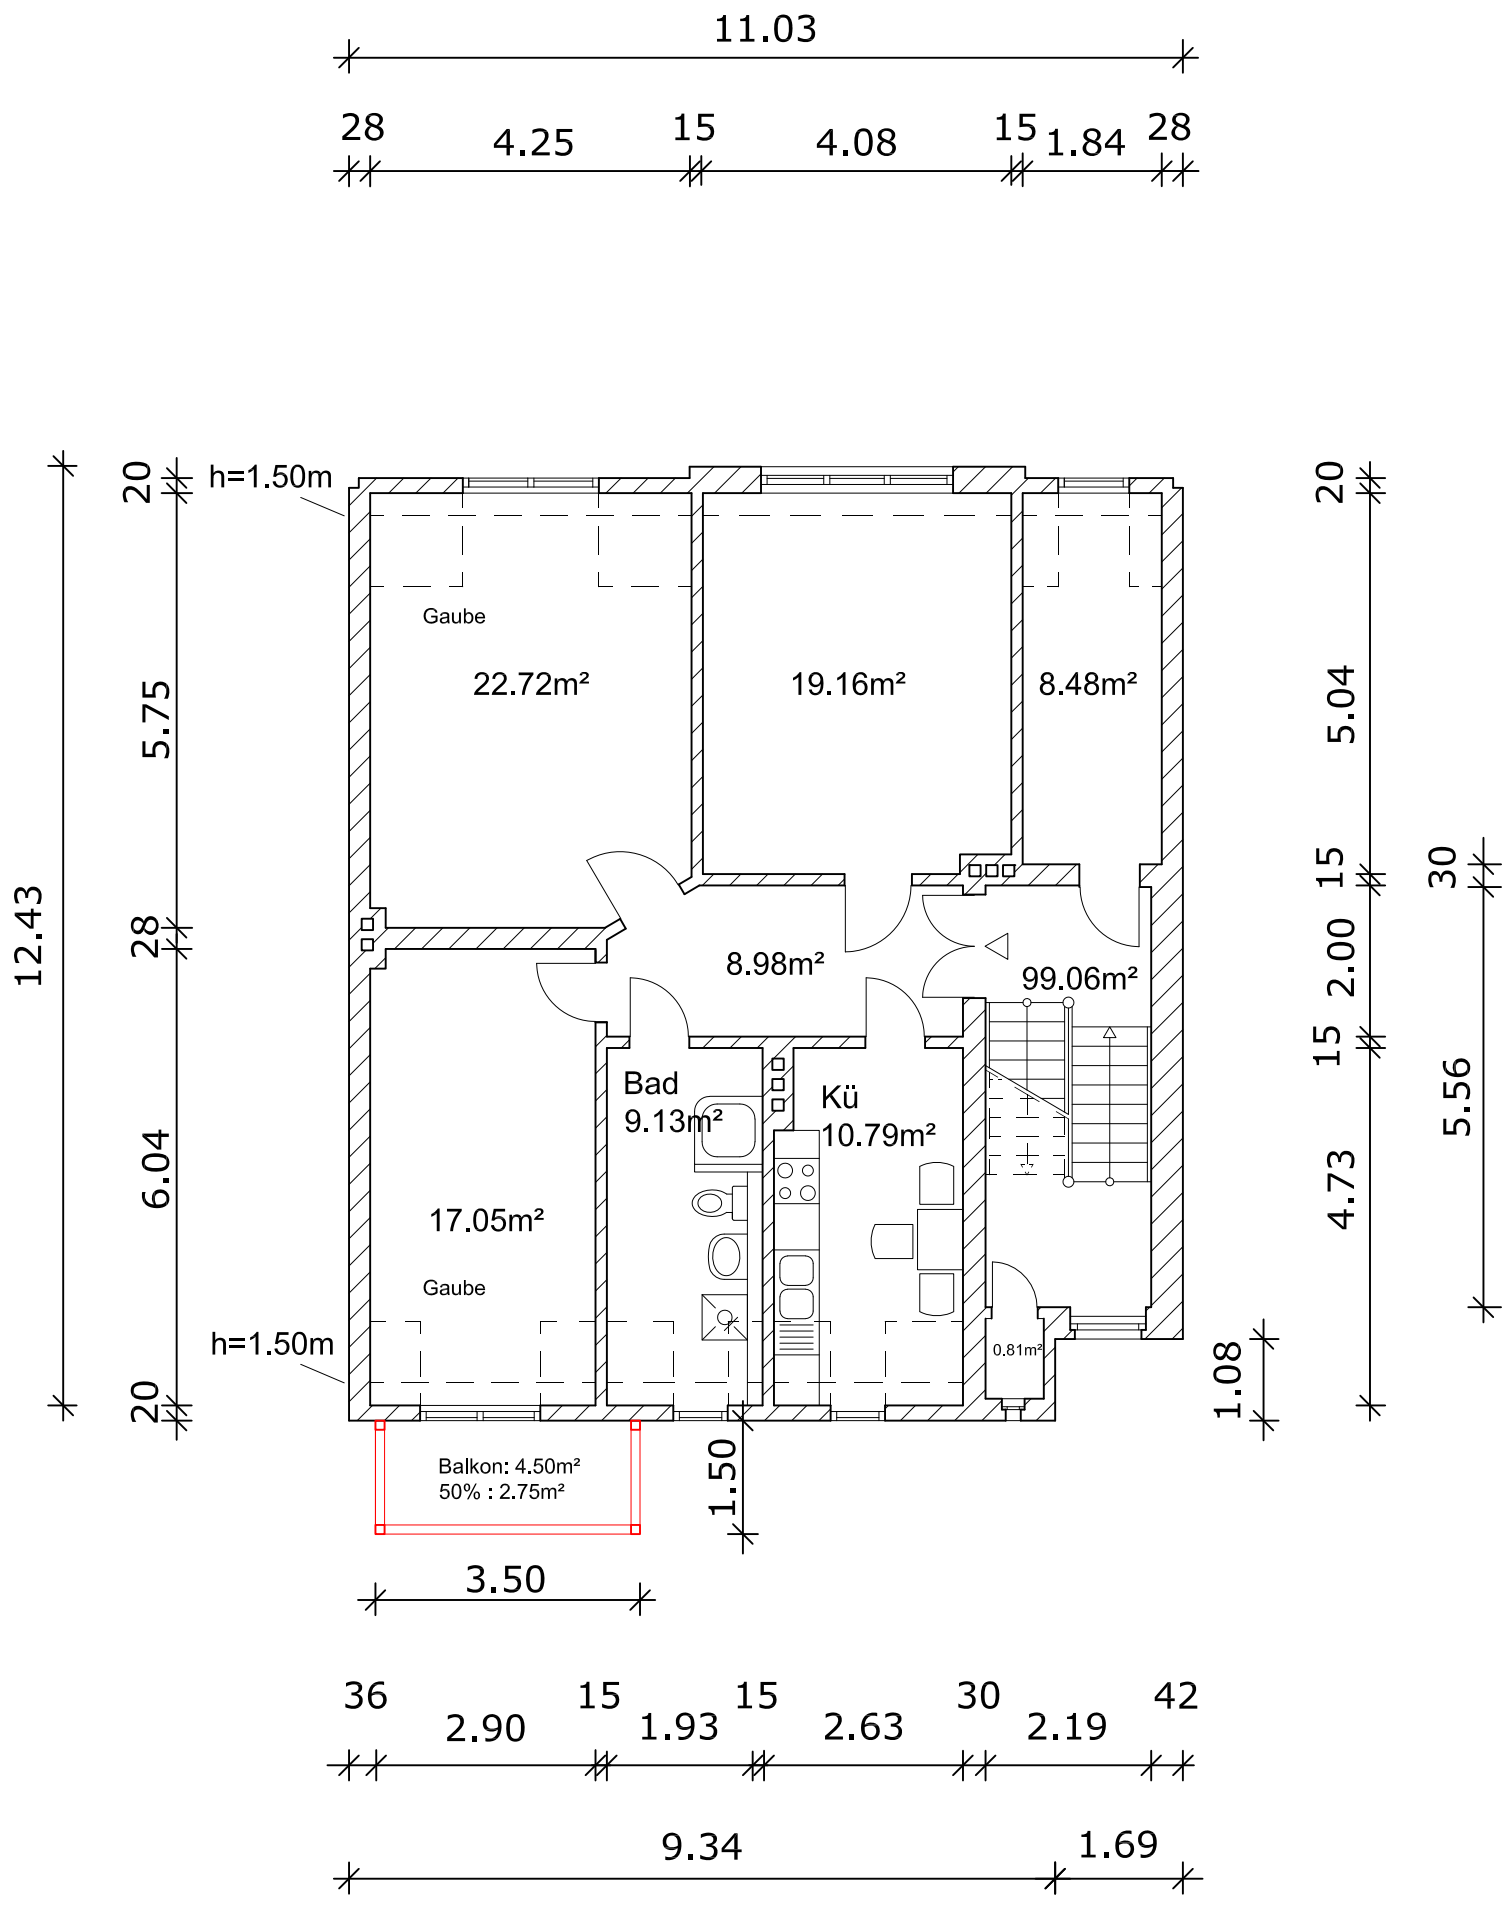 11.03
28
4.25
15
4.08
15
1.84
28
20
h=1.50m
20
Gaube
22.72m²
19.16m²
8.48m²
5.75
5.04
15
30
12.43
28
8.98m²
99.06m²
2.00
15
Bad
9.13m²
Kü
10.79m²
5.56
6.04
4.73
17.05m²
Gaube
h=1.50m
0.81m²
1.08
20
Balkon: 4.50m²
50% : 2.75m²
1.50
3.50
36
2.90
15
1.93
15
2.63
30
2.19
42
9.34
1.69